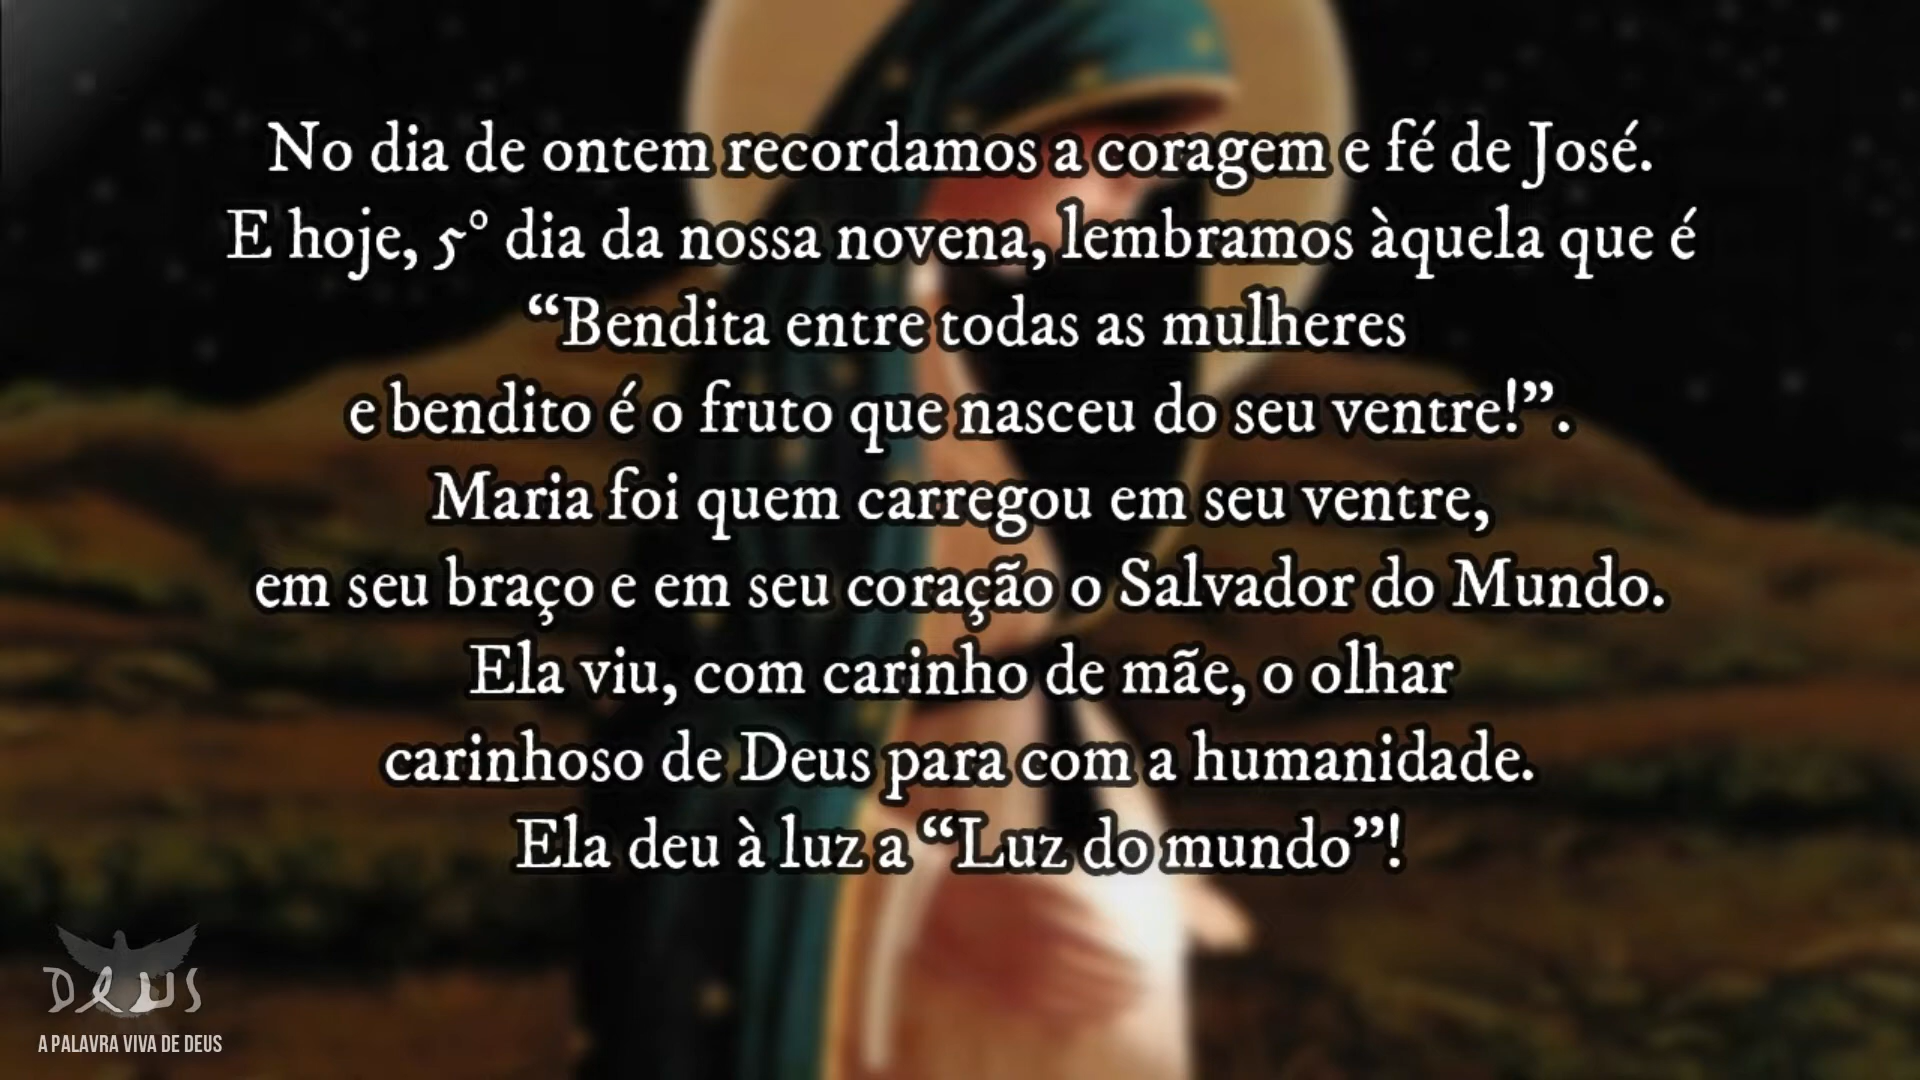 No dia de ontem recordamos a coragem e fé de José.
E hoje, 5° dia da nossa novena, lembramos àquela que é
“Bendita entre todas as mulheres
e bendito é o fruto que nasceu do seu ventre!”.
Maria foi quem carregou em seu ventre,
em seu braço e em seu coração o Salvador do Mundo.
Ela viu, com carinho de mãe, o olhar
carinhoso de Deus para com a humanidade.
Ela deu à luz a “Luz do mundo”!
DEUS
A PALAVRA VIVA DE DEUS